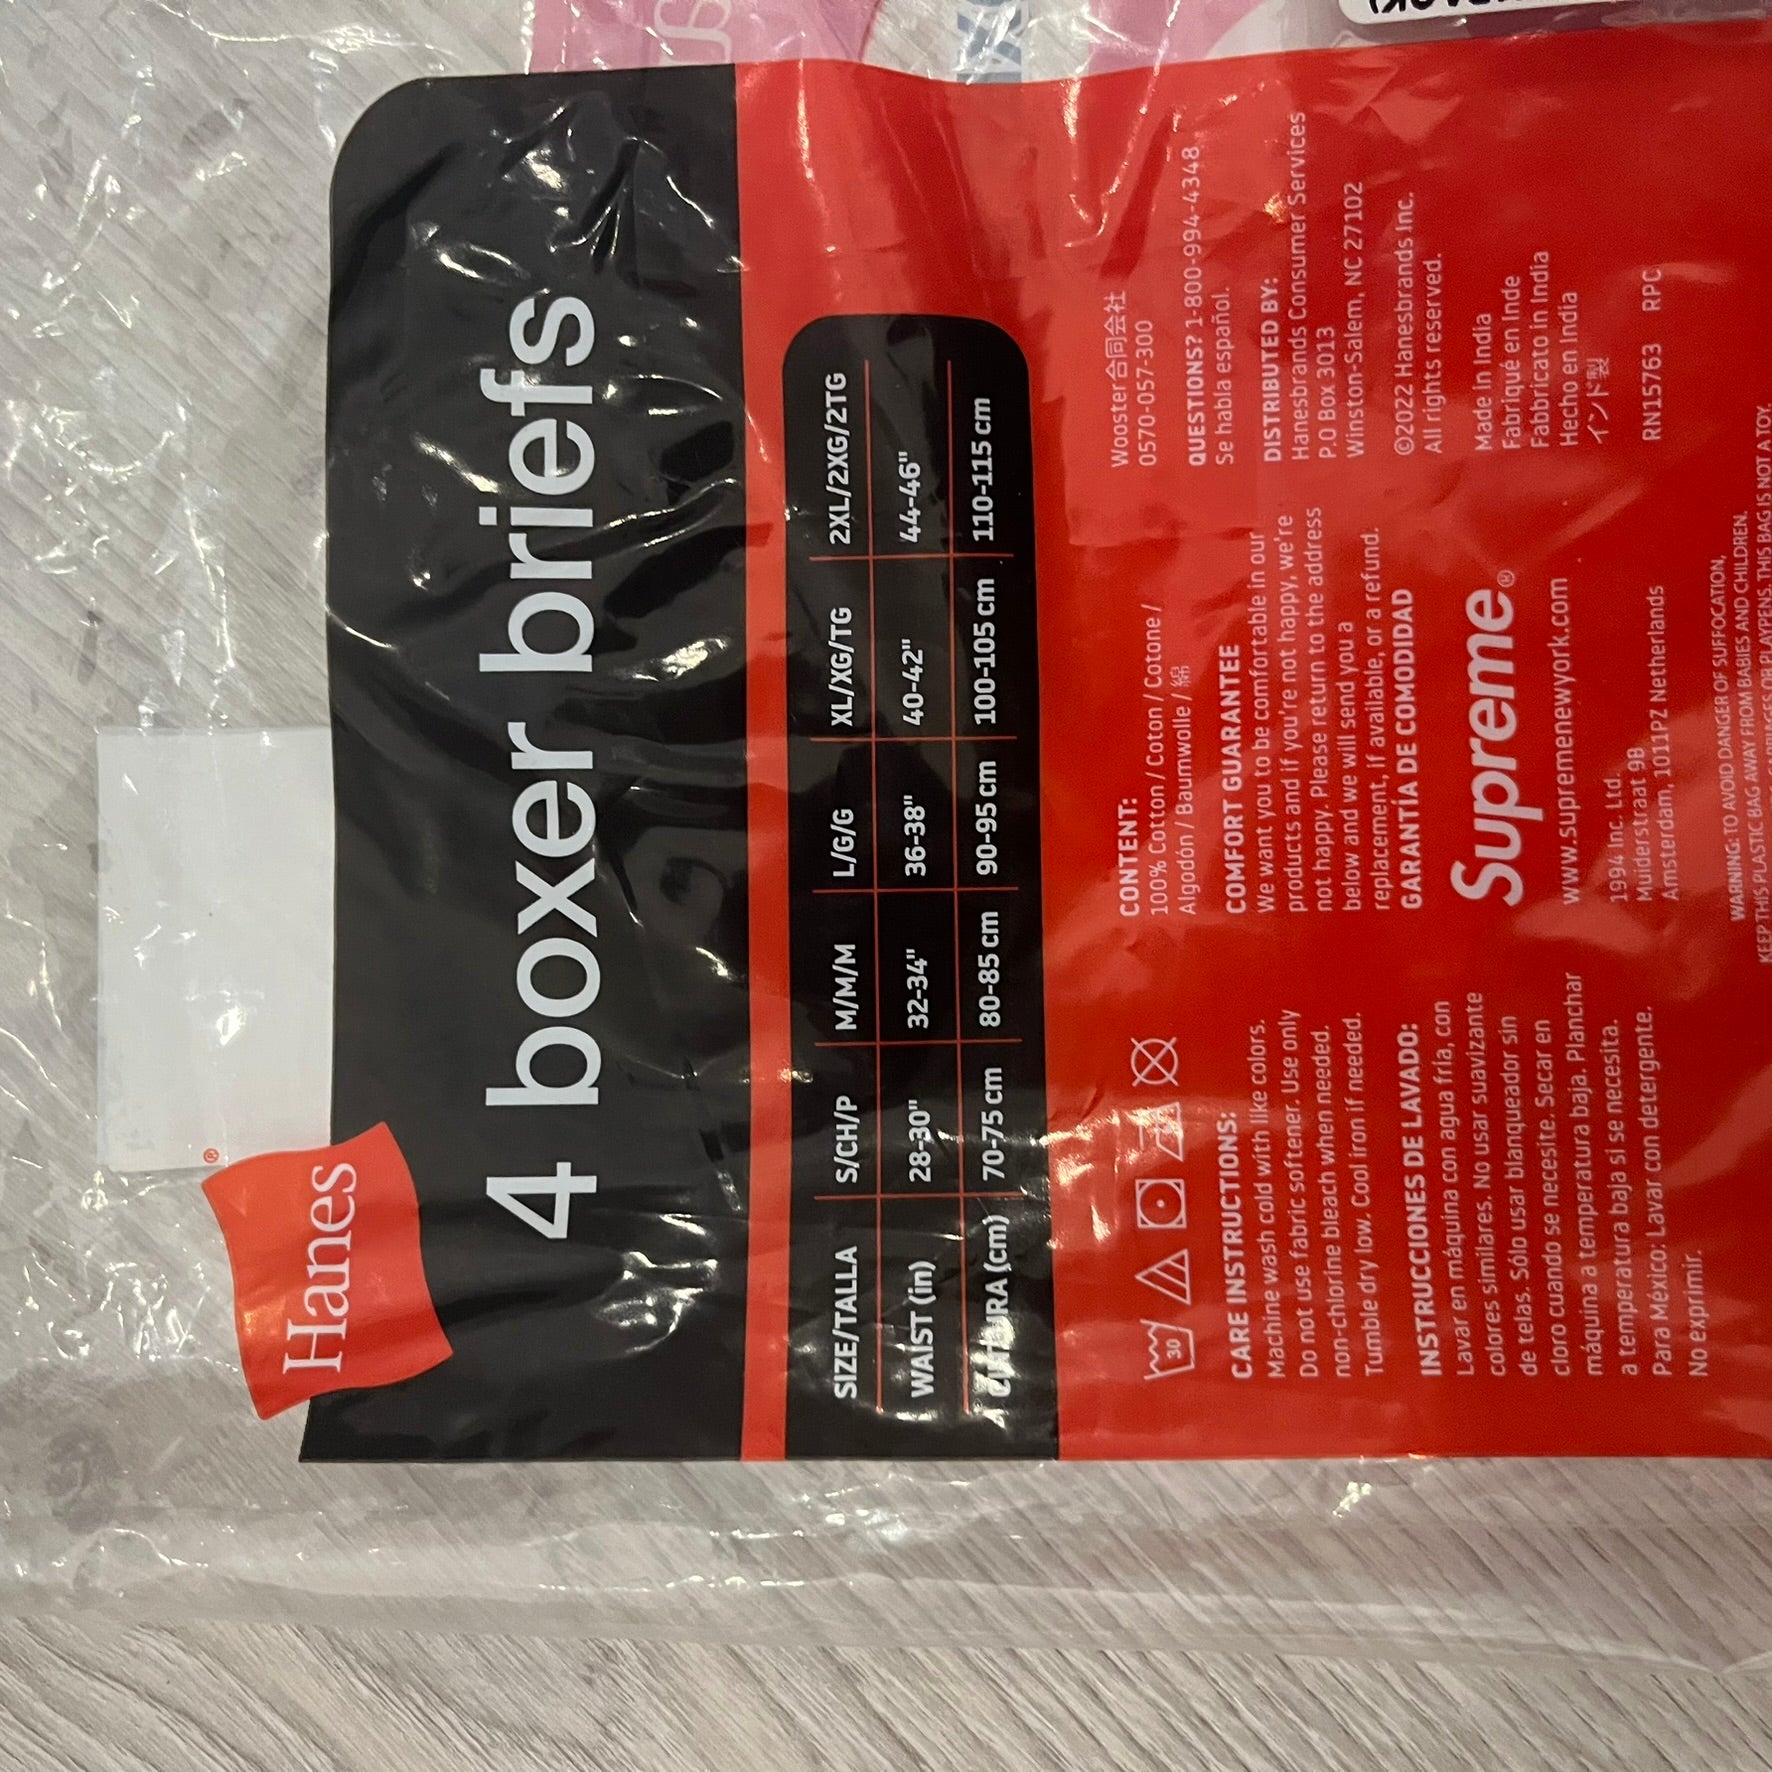 Hanes®
4 boxer briefs
SIZE/TALLA S/CH/P M/M/M L/G/G XL/XG/TG 2XL/2XG/2TG
WAIST (in) 28-30" 32-34" 36-38" 40-42" 44-46"
CINTURA (cm) 70-75 cm 80-85 cm 90-95 cm 100-105 cm 110-115 cm
30
CARE INSTRUCTIONS:
Machine wash cold with like colors.
Do not use fabric softener. Use only
non-chlorine bleach when needed.
Tumble dry low. Cool iron if needed.
INSTRUCCIONES DE LAVADO:
Lavar en máquina con agua fría, con
colores similares. No usar suavizante
de telas. Sólo usar blanqueador sin
cloro cuando se necesite. Secar en
máquina a temperatura baja. Planchar
a temperatura baja si se necesita.
Para México: Lavar con detergente.
No exprimir.
CONTENT:
100% Cotton / Coton / Cotone /
Algodón / Baumwolle / 綿
COMFORT GUARANTEE
We want you to be comfortable in our
products and if you're not happy, we're
not happy. Please return to the address
below and we will send you a
replacement, if available, or a refund.
GARANTÍA DE COMODIDAD
Supreme®
www.supremenewyork.com
1994 Inc. Ltd.
Muiderstraat 9B
Amsterdam, 1011PZ Netherlands
Wooster合同会社
0570-057-300
QUESTIONS? 1-800-994-4348
Se habla español.
DISTRIBUTED BY:
Hanesbrands Consumer Services
P.O Box 3013
Winston-Salem, NC 27102
©2022 Hanesbrands Inc.
All rights reserved.
Made in India
Fabriqué en Inde
Fabbricato in India
Hecho en India
インド製
RN15763 RPC
WARNING: TO AVOID DANGER OF SUFFOCATION,
KEEP THIS PLASTIC BAG AWAY FROM BABIES AND CHILDREN.
THIS BAG IS NOT A TOY.